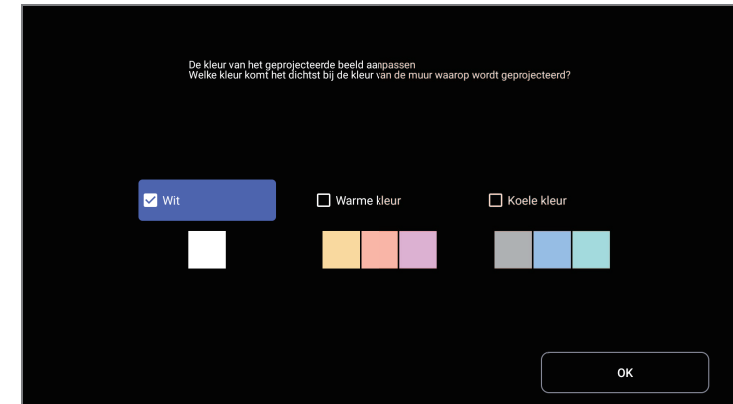 De kleur van het geprojecteerde beeld aanpassen
Welke kleur komt het dichtst bij de kleur van de muur waarop wordt geprojecteerd?
Wit
Warme kleur
Koele kleur
OK